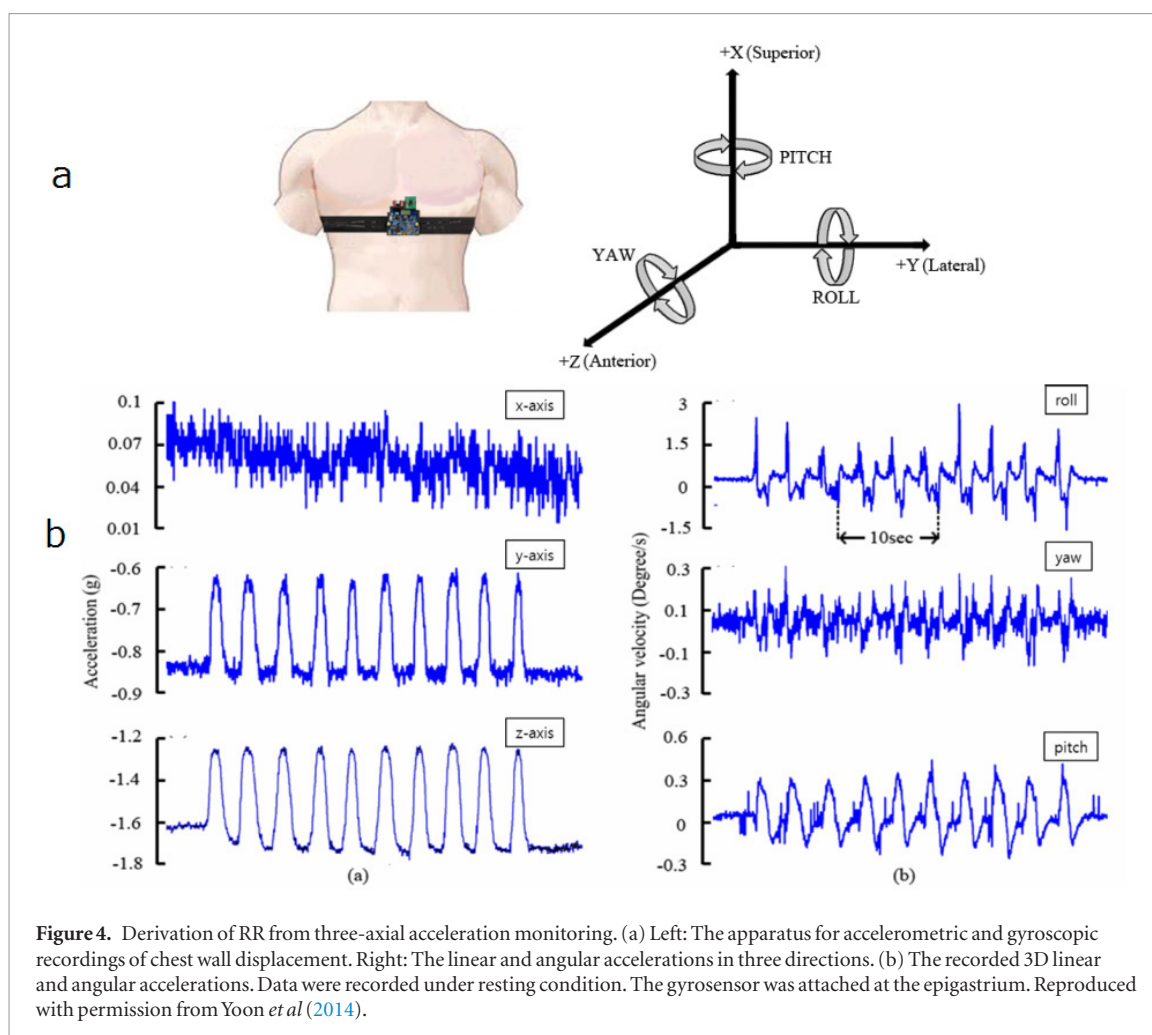 a
+X (Superior)
PITCH
YAW
+Y (Lateral)
ROLL
+Z (Anterior)
b
Acceleration (g)
x-axis
0.1
0.07
0.04
0.01
y-axis
-0.6
-0.7
-0.8
-0.9
z-axis
-1.2
-1.4
-1.6
-1.8
(a)
Angular velocity (Degree/s)
roll
3
1.5
0
-1.5
10sec
yaw
0.3
0.1
-0.1
-0.3
pitch
0.6
0.3
0
-0.3
(b)
Figure 4. Derivation of RR from three-axial acceleration monitoring. (a) Left: The apparatus for accelerometric and gyroscopic
recordings of chest wall displacement. Right: The linear and angular accelerations in three directions. (b) The recorded 3D linear
and angular accelerations. Data were recorded under resting condition. The gyrosensor was attached at the epigastrium. Reproduced
with permission from Yoon et al (2014).